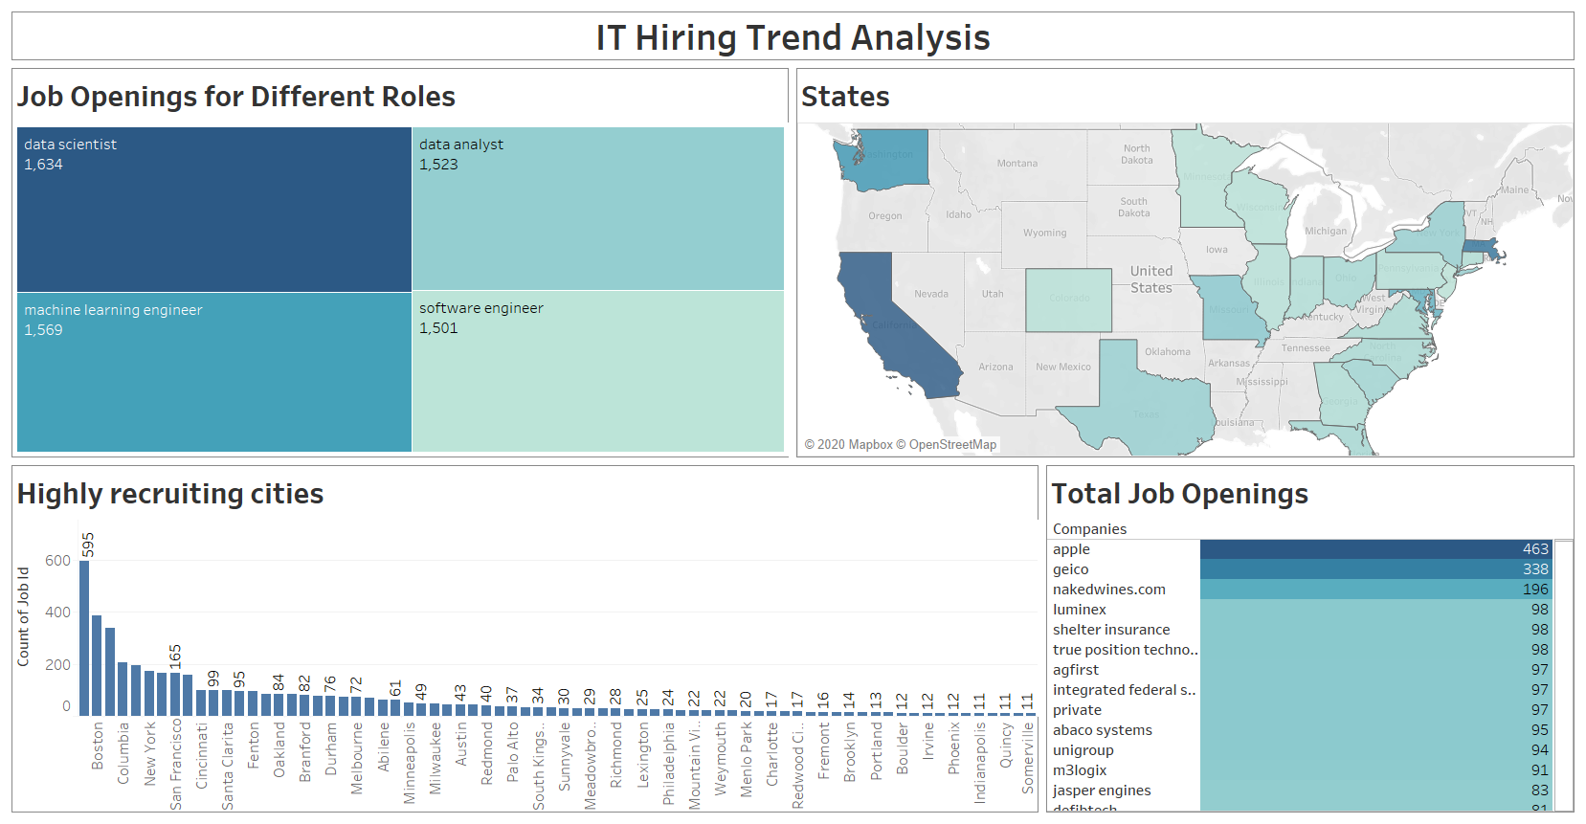 IT Hiring Trend Analysis
Job Openings for Different Roles
data scientist
1,634
data analyst
1,523
machine learning engineer
1,569
software engineer
1,501
States
Washington
Montana
North
Dakota
Minnesota
Maine
Oregon
Idaho
South
Dakota
Wisconsin
VT
NH
Wyoming
Michigan
New York
Iowa
Nevada
Utah
Colorado
United
States
Illinois
Indiana
Ohio
Pennsylvania
West
Virginia
DE
California
Missouri
Kentucky
Arizona
New Mexico
Oklahoma
Arkansas
Tennessee
North
Carolina
Mississippi
Georgia
Texas
Louisiana
© 2020 Mapbox © OpenStreetMap
Highly recruiting cities
Count of Job Id
600
400
200
0
595
165
99
95
84
82
76
72
61
49
43
40
37
34
30
29
28
25
24
22
22
20
17
17
16
14
13
12
12
12
11
11
11
Boston
Columbia
New York
San Francisco
Cincinnati
Santa Clarita
Fenton
Oakland
Branford
Durham
Melbourne
Abilene
Minneapolis
Milwaukee
Austin
Redmond
Palo Alto
South Kings..
Sunnyvale
Meadowbro..
Richmond
Lexington
Philadelphia
Mountain Vi..
Weymouth
Menlo Park
Charlotte
Redwood Ci..
Fremont
Brooklyn
Portland
Boulder
Irvine
Phoenix
Indianapolis
Quincy
Somerville
Total Job Openings
Companies
apple 463
geico 338
nakedwines.com 196
luminex 98
shelter insurance 98
true position techno.. 98
agfirst 97
integrated federal s.. 97
private 97
abaco systems 95
unigroup 94
m3logix 91
jasper engines 83
defibtech 81